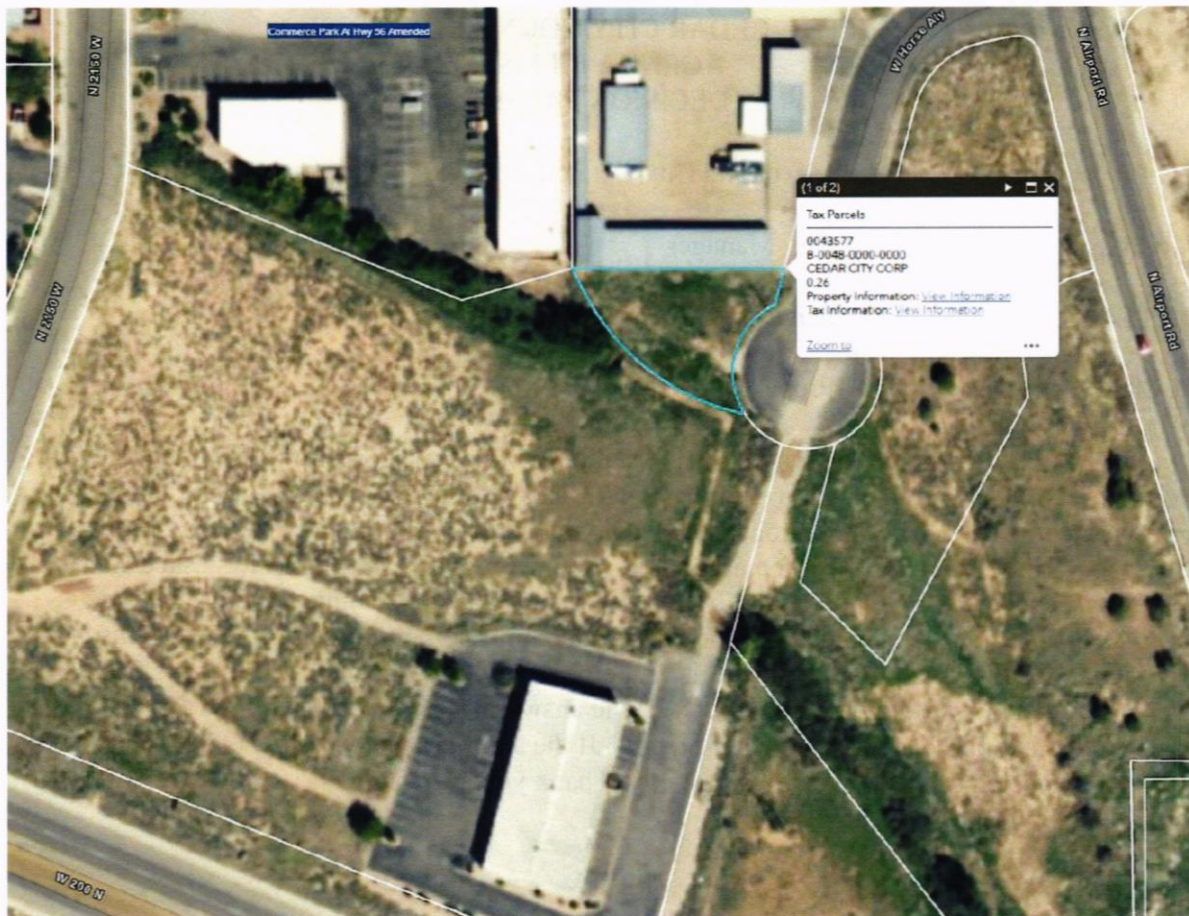 Commerce Park At Hwy 56 Amended
N 2150 W
W Horse Aly
N Airport Rd
(1 of 2)
Tax Parcels
0043577
B-0048-0000-0000
CEDAR CITY CORP
0.26
Property Information: View Information
Tax Information: View Information
Zoom to
N 2150 W
N Airport Rd
W 200 N